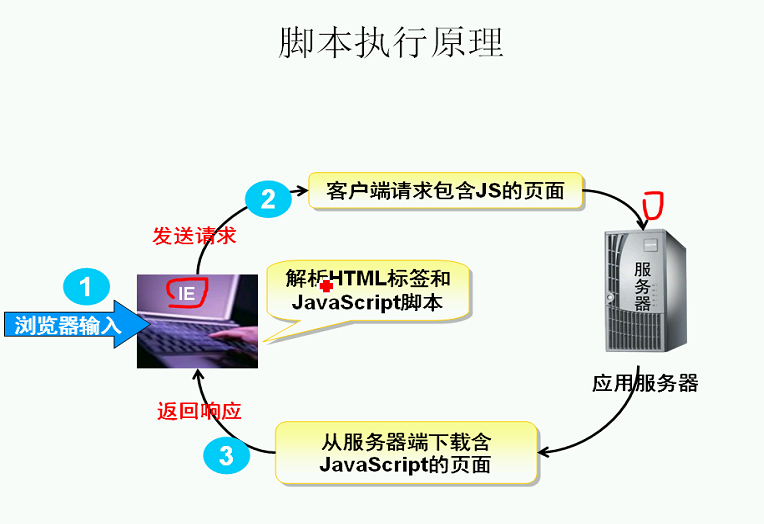 脚本执行原理
2
客户端请求包含JS的页面
发送请求
1
IE
解析HTML标签和
JavaScript脚本
服务器
浏览器输入
应用服务器
返回响应
3
从服务器端下载含
JavaScript的页面